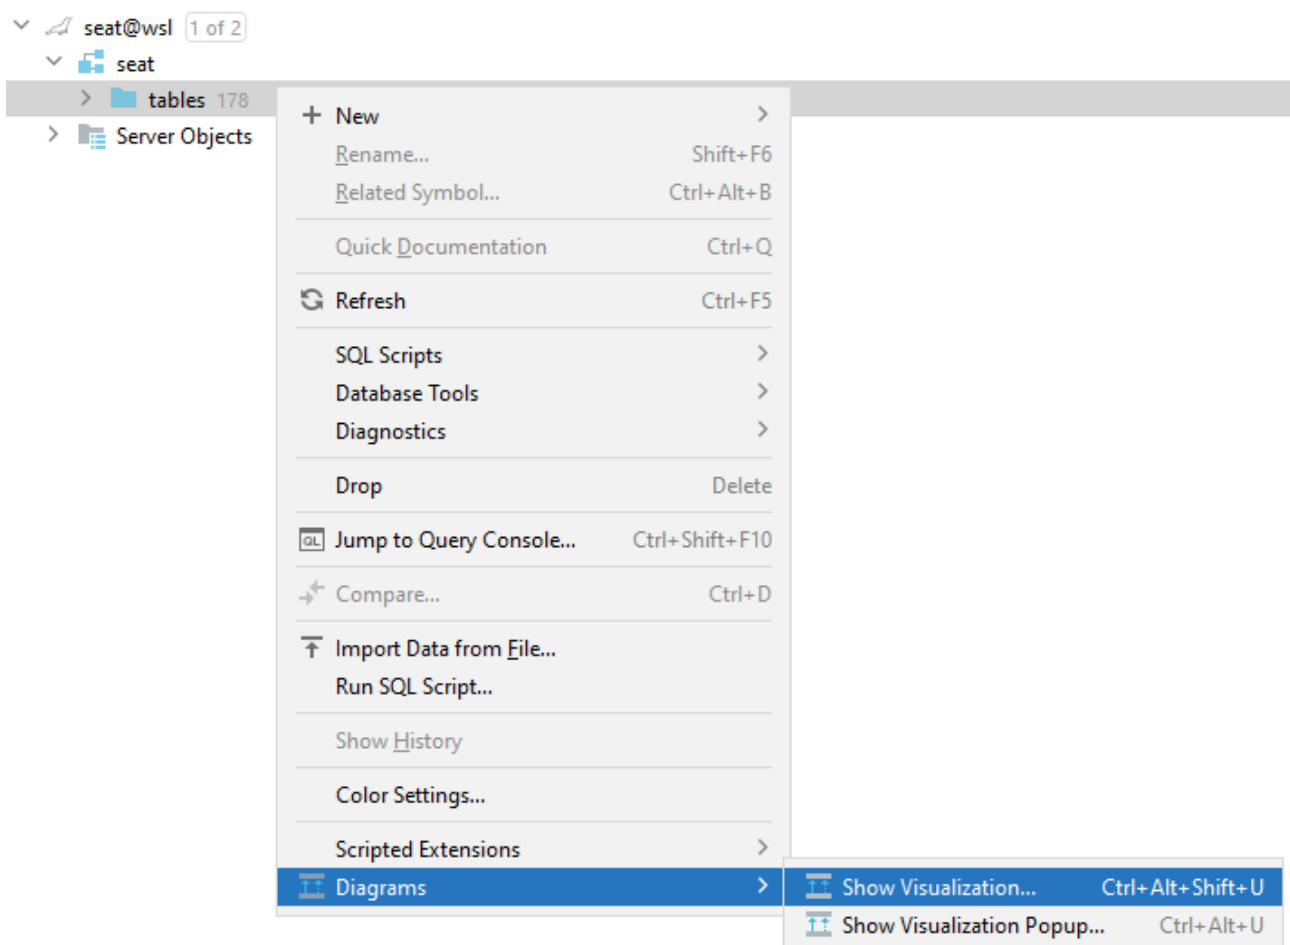 seat@wsl 1 of 2
seat
tables 178
Server Objects
New
Rename... Shift+F6
Related Symbol... Ctrl+Alt+B
Quick Documentation Ctrl+Q
Refresh Ctrl+F5
SQL Scripts
Database Tools
Diagnostics
Drop Delete
QL Jump to Query Console... Ctrl+Shift+F10
Compare... Ctrl+D
Import Data from File...
Run SQL Script...
Show History
Color Settings...
Scripted Extensions
Diagrams
Show Visualization... Ctrl+Alt+Shift+U
Show Visualization Popup... Ctrl+Alt+U